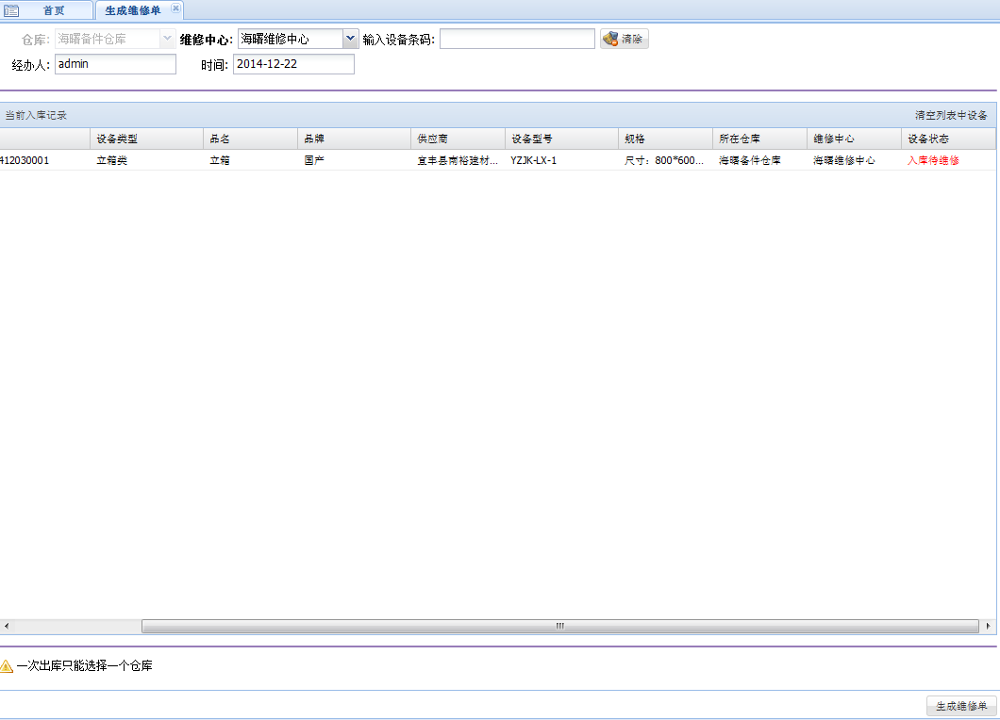 首页 生成维修单
仓库: 海曙备件仓库 维修中心: 海曙维修中心 输入设备条码: 清除
经办人: admin 时间: 2014-12-22
当前入库记录 清空列表中设备
设备类型 品名 品牌 供应商 设备型号 规格 所在仓库 维修中心 设备状态
412030001 立箱类 立箱 国产 宜丰县南裕建材... YZJK-LX-1 尺寸：800*600... 海曙备件仓库 海曙维修中心 入库待维修
一次出库只能选择一个仓库
生成维修单